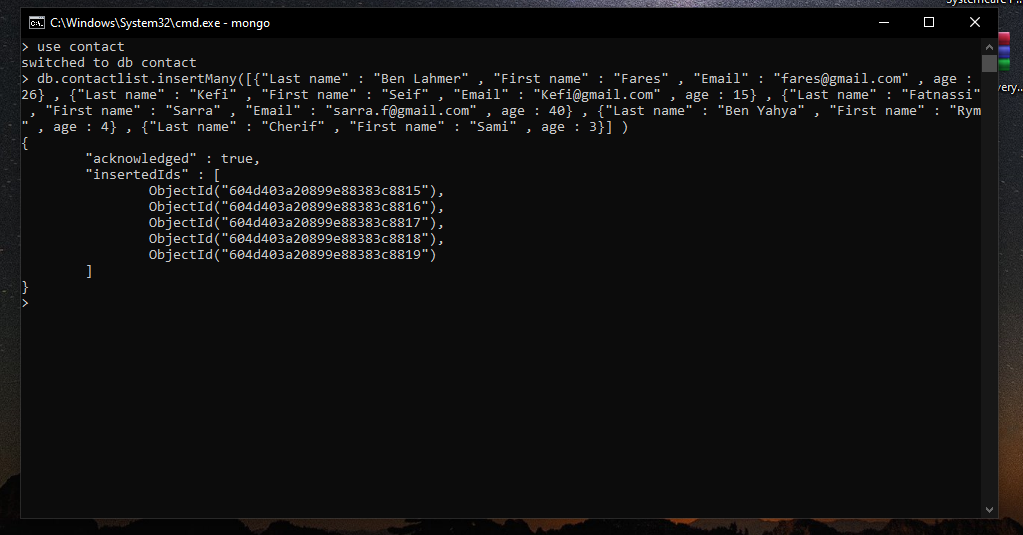 Systemcare P...
C:\Windows\System32\cmd.exe - mongo
> use contact
switched to db contact
> db.contactlist.insertMany([{"Last name" : "Ben Lahmer" , "First name" : "Fares" , "Email" : "fares@gmail.com" , age :
26} , {"Last name" : "Kefi" , "First name" : "Seif" , "Email" : "Kefi@gmail.com" , age : 15} , {"Last name" : "Fatnassi"
, "First name" : "Sarra" , "Email" : "sarra.f@gmail.com" , age : 40} , {"Last name" : "Ben Yahya" , "First name" : "Rym
" , age : 4} , {"Last name" : "Cherif" , "First name" : "Sami" , age : 3}] )
{
"acknowledged" : true,
"insertedIds" : [
ObjectId("604d403a20899e88383c8815"),
ObjectId("604d403a20899e88383c8816"),
ObjectId("604d403a20899e88383c8817"),
ObjectId("604d403a20899e88383c8818"),
ObjectId("604d403a20899e88383c8819")
]
}
>